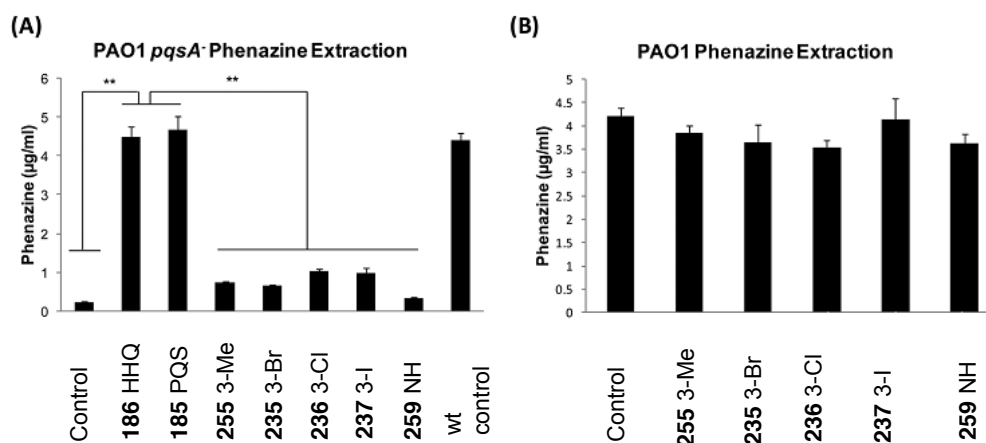 (A)
PAO1 pqsA- Phenazine Extraction
**
**
Phenazine (µg/ml)
6
5
4
3
2
1
0
Control
186 HHQ
185 PQS
255 3-Me
235 3-Br
236 3-Cl
237 3-I
259 NH
wt
control
(B)
PAO1 Phenazine Extraction
Phenazine (µg/ml)
5
4.5
4
3.5
3
2.5
2
1.5
1
0.5
0
Control
255 3-Me
235 3-Br
236 3-Cl
237 3-I
259 NH